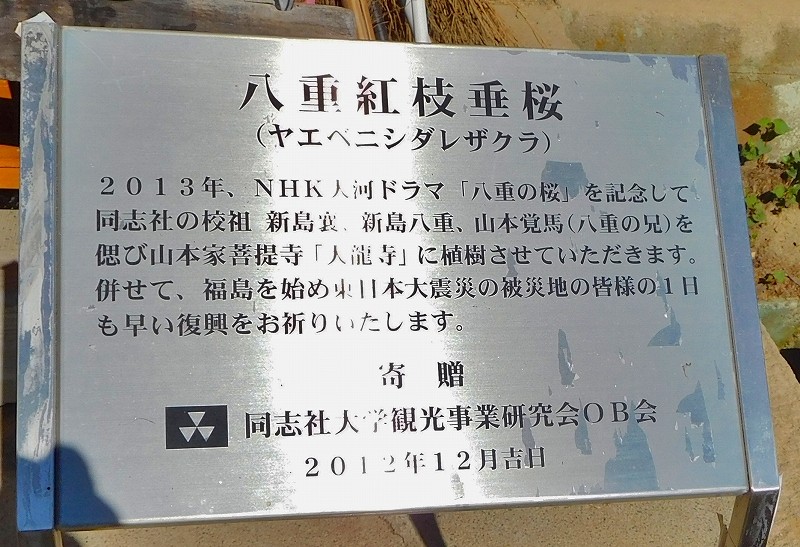 八重紅枝垂桜
(ヤエベニシダレザクラ)
２０１３年、ＮＨＫ大河ドラマ「八重の桜」を記念して
同志社の校祖 新島襄、新島八重、山本覚馬(八重の兄)を
偲び山本家菩提寺「大龍寺」に植樹させていただきます。
併せて、福島を始め東日本大震災の被災地の皆様の１日
も早い復興をお祈りいたします。
寄 贈
同志社大学観光事業研究会ＯＢ会
２０１２年１２月吉日